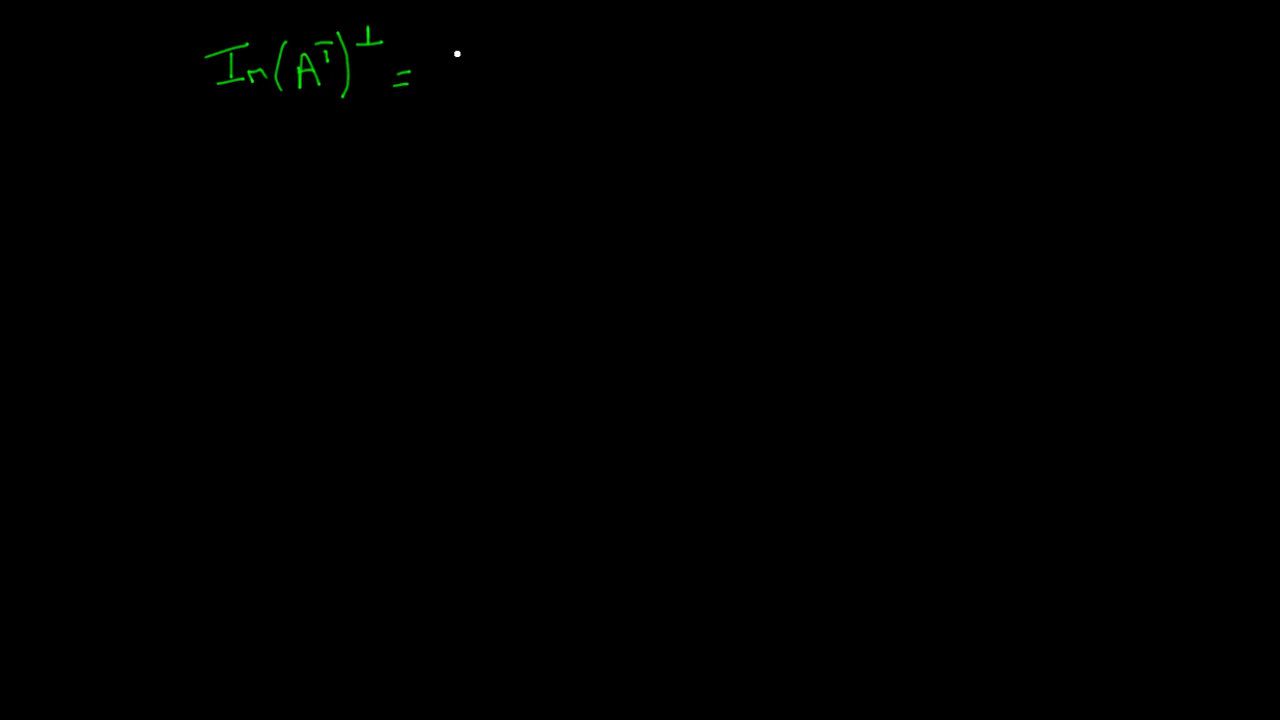 Im(Aᵀ)^⊥ =